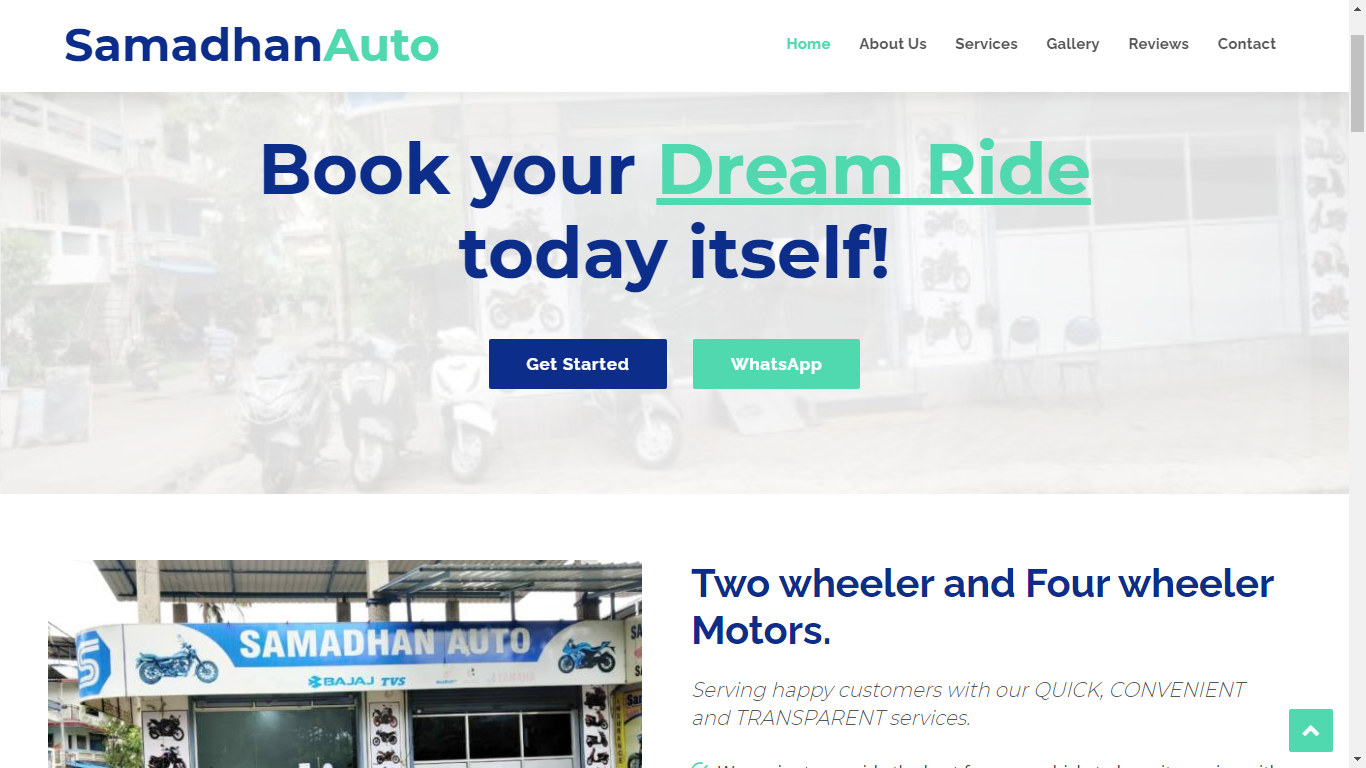 SamadhanAuto
Home About Us Services Gallery Reviews Contact
Book your Dream Ride
today itself!
Get Started WhatsApp
SAMADHAN AUTO
BAJAJ TVS
INSURANCE
Two wheeler and Four wheeler
Motors.
Serving happy customers with our QUICK, CONVENIENT
and TRANSPARENT services.